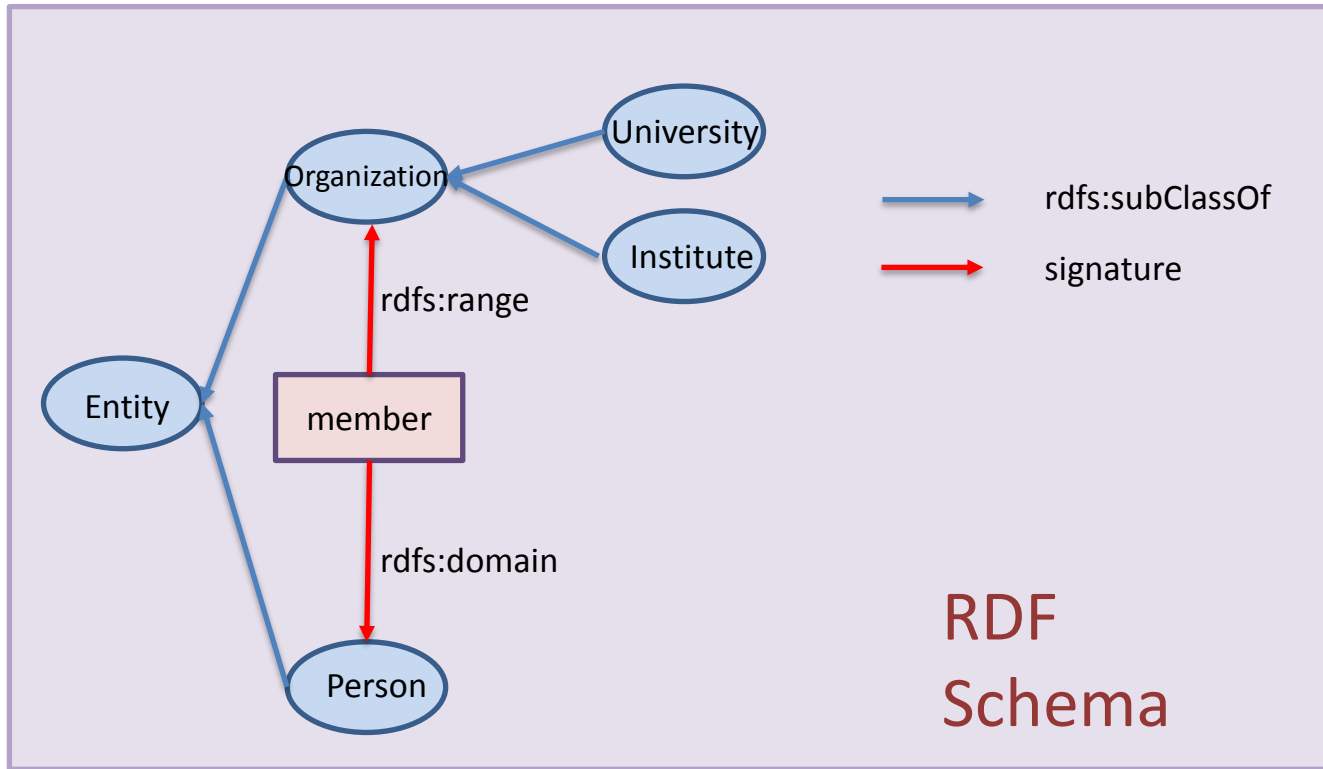 University
Organization
rdfs:subClassOf
Institute
signature
rdfs:range
Entity
member
rdfs:domain
RDF
Schema
Person